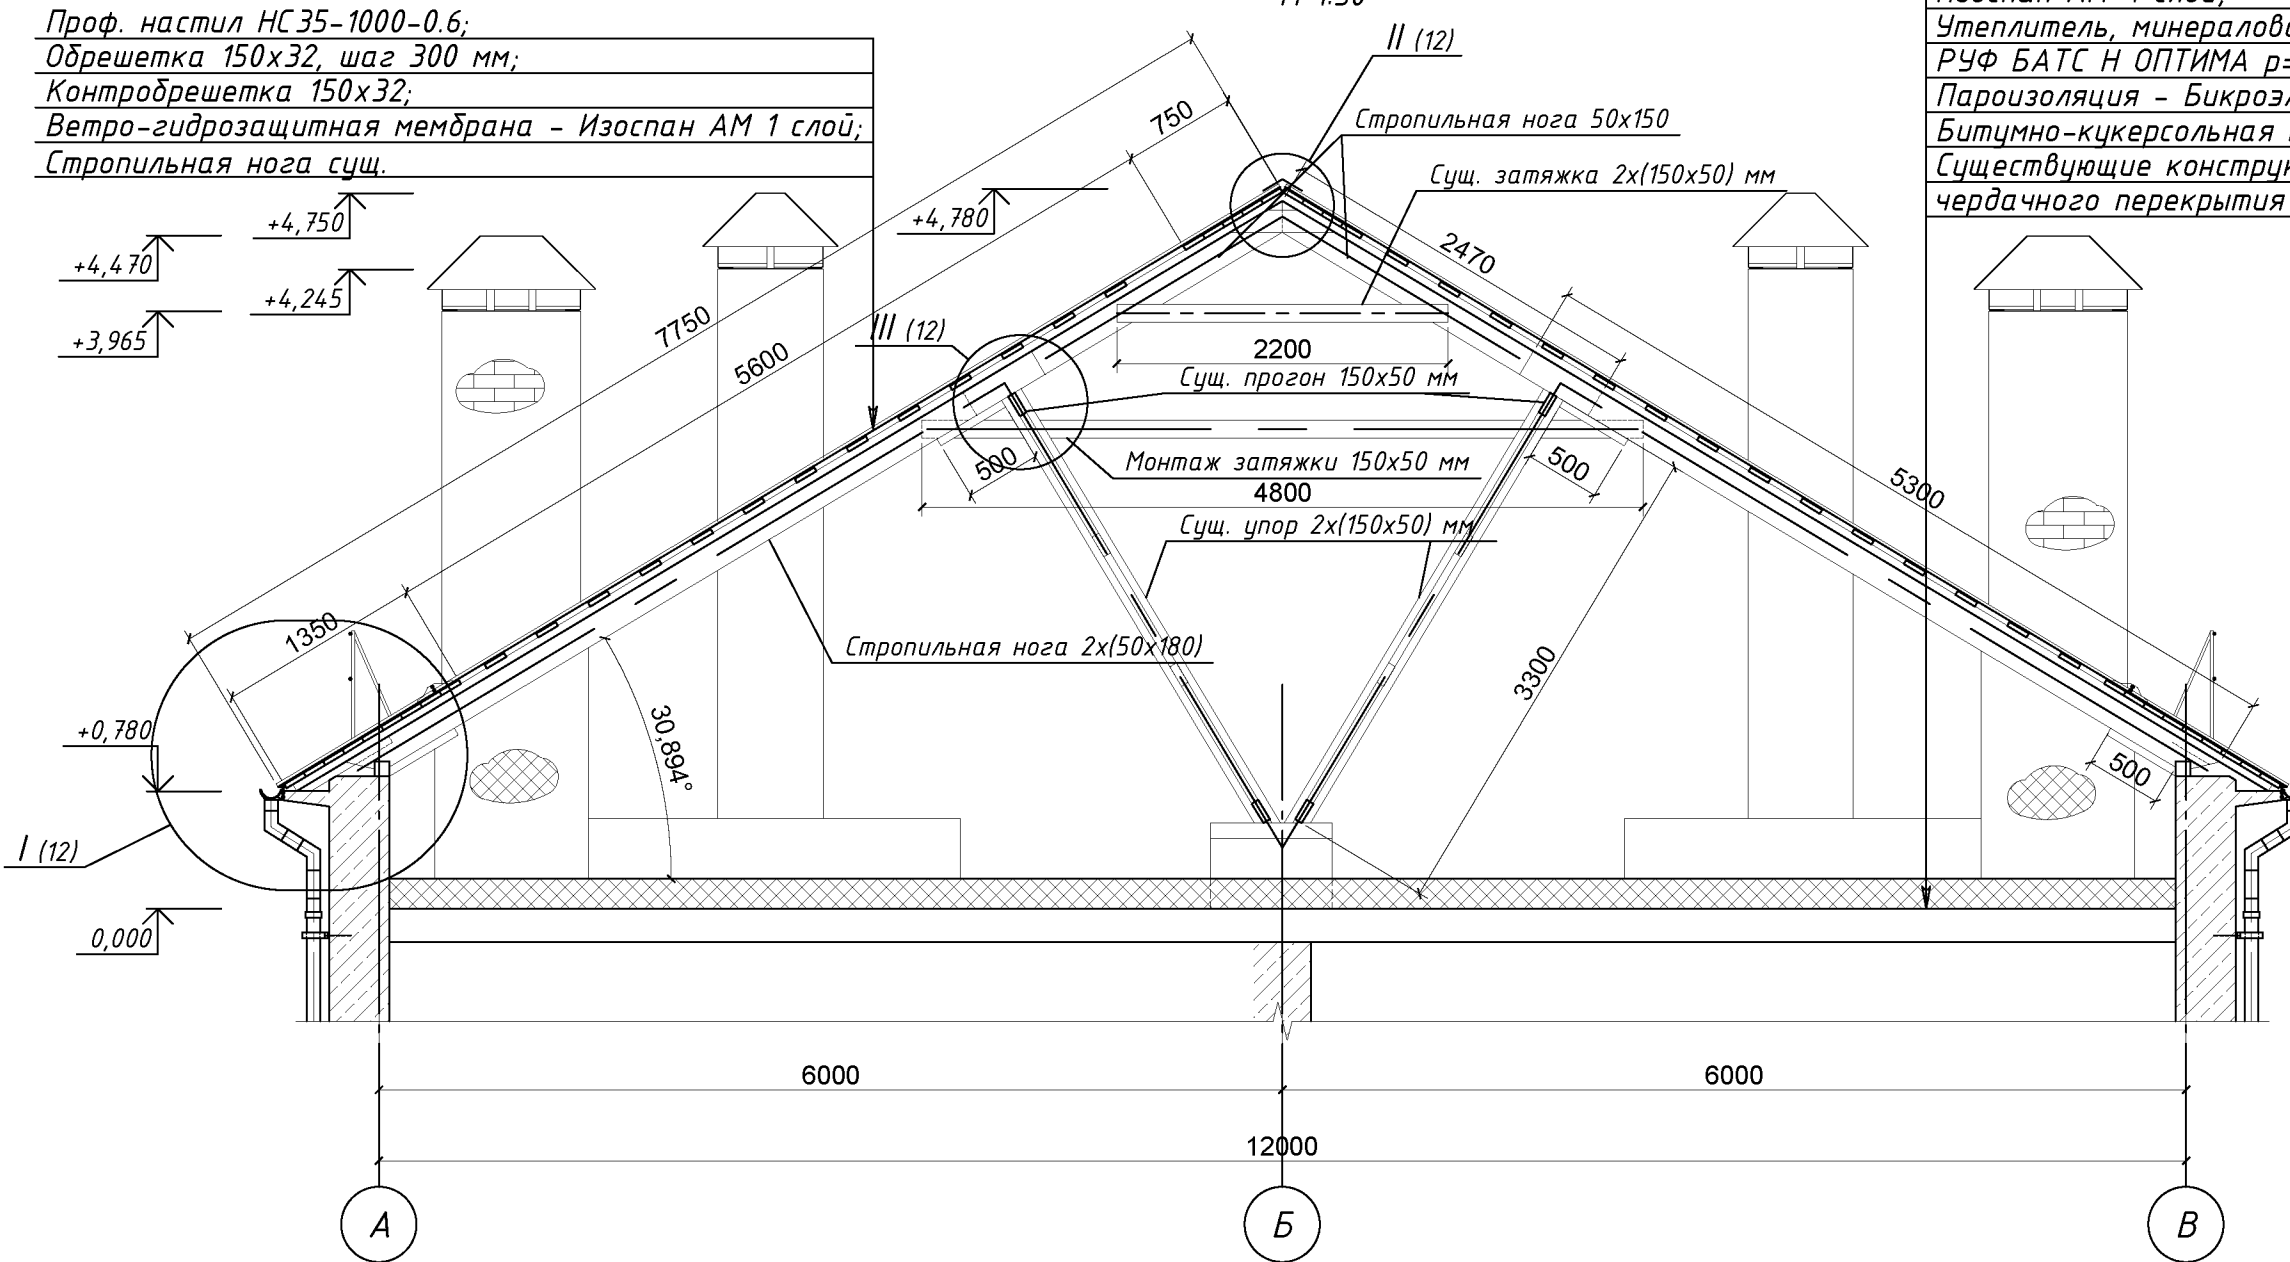 Проф. настил НС35-1000-0.6;
Обрешетка 150х32, шаг 300 мм;
Контробрешетка 150х32;
Ветро-гидрозащитная мембрана - Изоспан АМ 1 слой;
Стропильная нога сущ.
Утеплитель,
РУФ БАТС Н ОПТИМА
Пароизоляция -
Битумно-кукерсольная
Существующие
чердачного перекрытия
II (12)
750
Стропильная нога 50х150
Сущ. затяжка 2х(150х50) мм
+4,750
+4,780
+4,470
+4,245
+3,965
2470
7750
III (12)
5600
2200
Сущ. прогон 150х50 мм
500
Монтаж затяжки 150х50 мм
500
4800
5300
Сущ. упор 2х(150х50) мм
1350
Стропильная нога 2х(50х180)
3300
30,894°
+0,780
500
I (12)
0,000
6000
6000
12000
А
Б
В